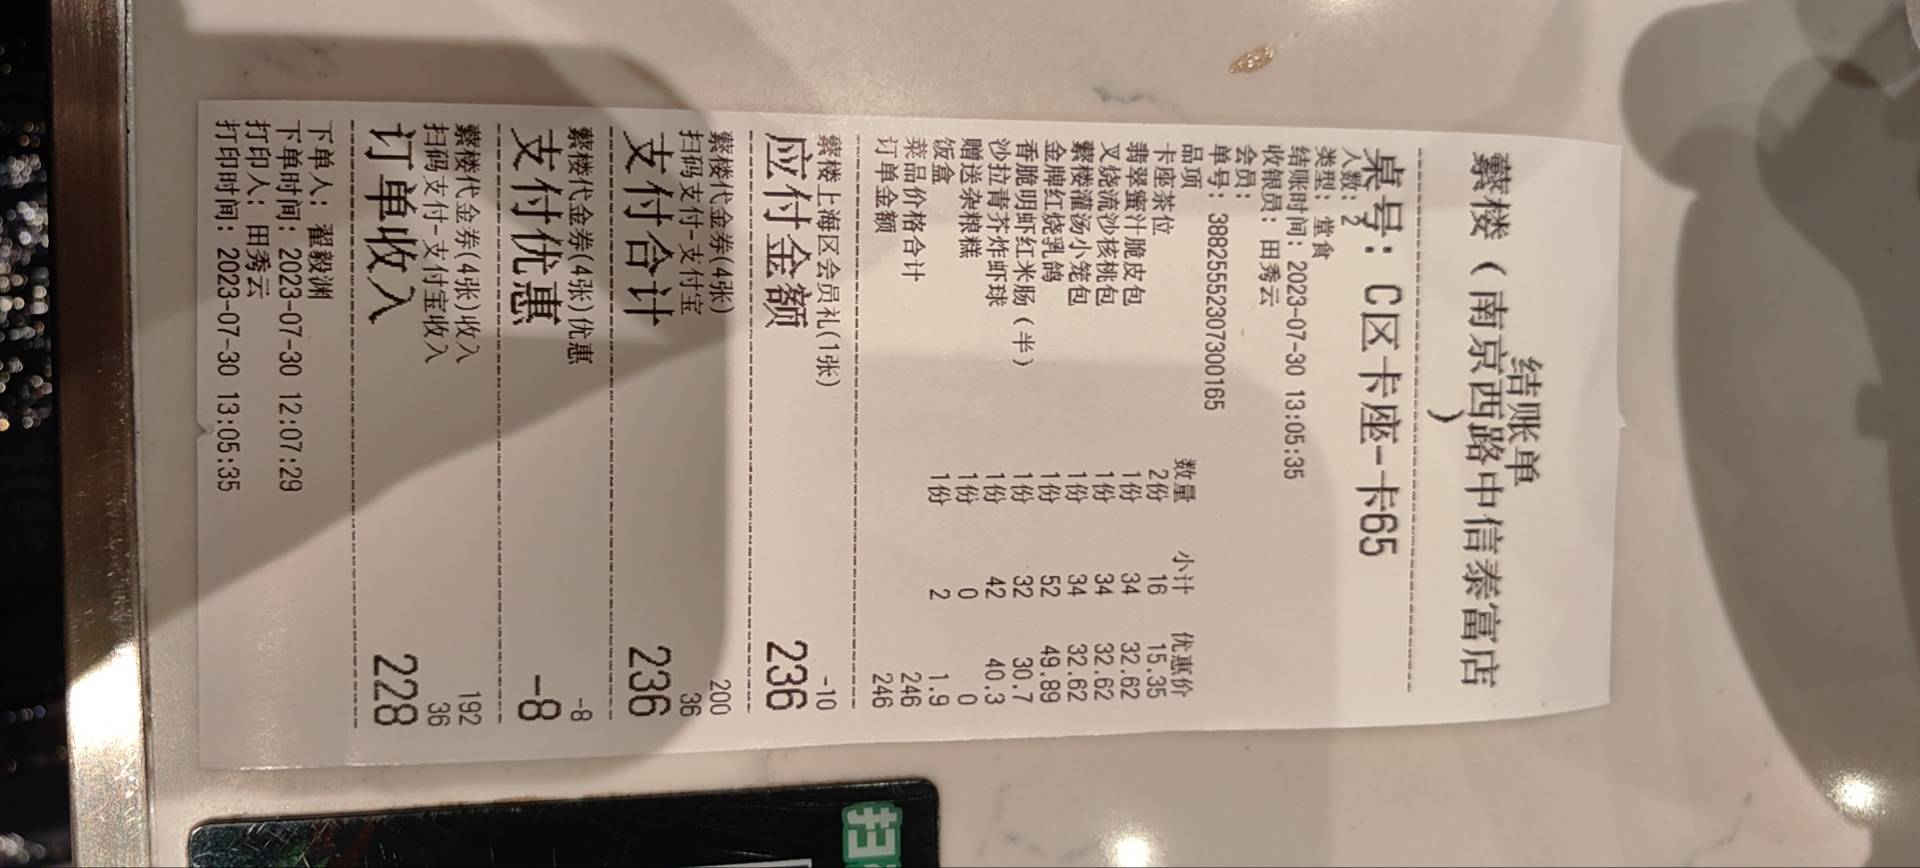 结账单
蘩楼（南京西路中信泰富店
）
桌号：C区卡座-卡65
人数：2
类型：堂食
结账时间：2023-07-30 13:05:35
收银员：田秀云
会员：
单号：3882555230730​0165
品项 数量 小计 优惠价
卡座茶位 2份 16 15.35
翡翠蜜汁脆皮包 1份 34 32.62
叉烧流沙核桃包 1份 34 32.62
蘩楼灌汤小笼包 1份 34 32.62
金牌红烧乳鸽 1份 52 49.89
香脆明虾红米肠（半） 1份 32 30.7
沙拉青芥炸虾球 1份 42 40.3
赠送杂粮糕 1份 0 0
饭盒 1份 2 1.9
菜品价格合计 246
订单金额 246
蘩楼上海区会员礼(1张) -10
应付金额 236
蘩楼代金券(4张) 200
扫码支付-支付宝 36
支付合计 236
蘩楼代金券(4张)优惠 -8
支付优惠 -8
蘩楼代金券(4张)收入 192
扫码支付-支付宝收入 36
订单收入 228
下单人：翟毅渊
下单时间：2023-07-30 12:07:29
打印人：田秀云
打印时间：2023-07-30 13:05:35
扫